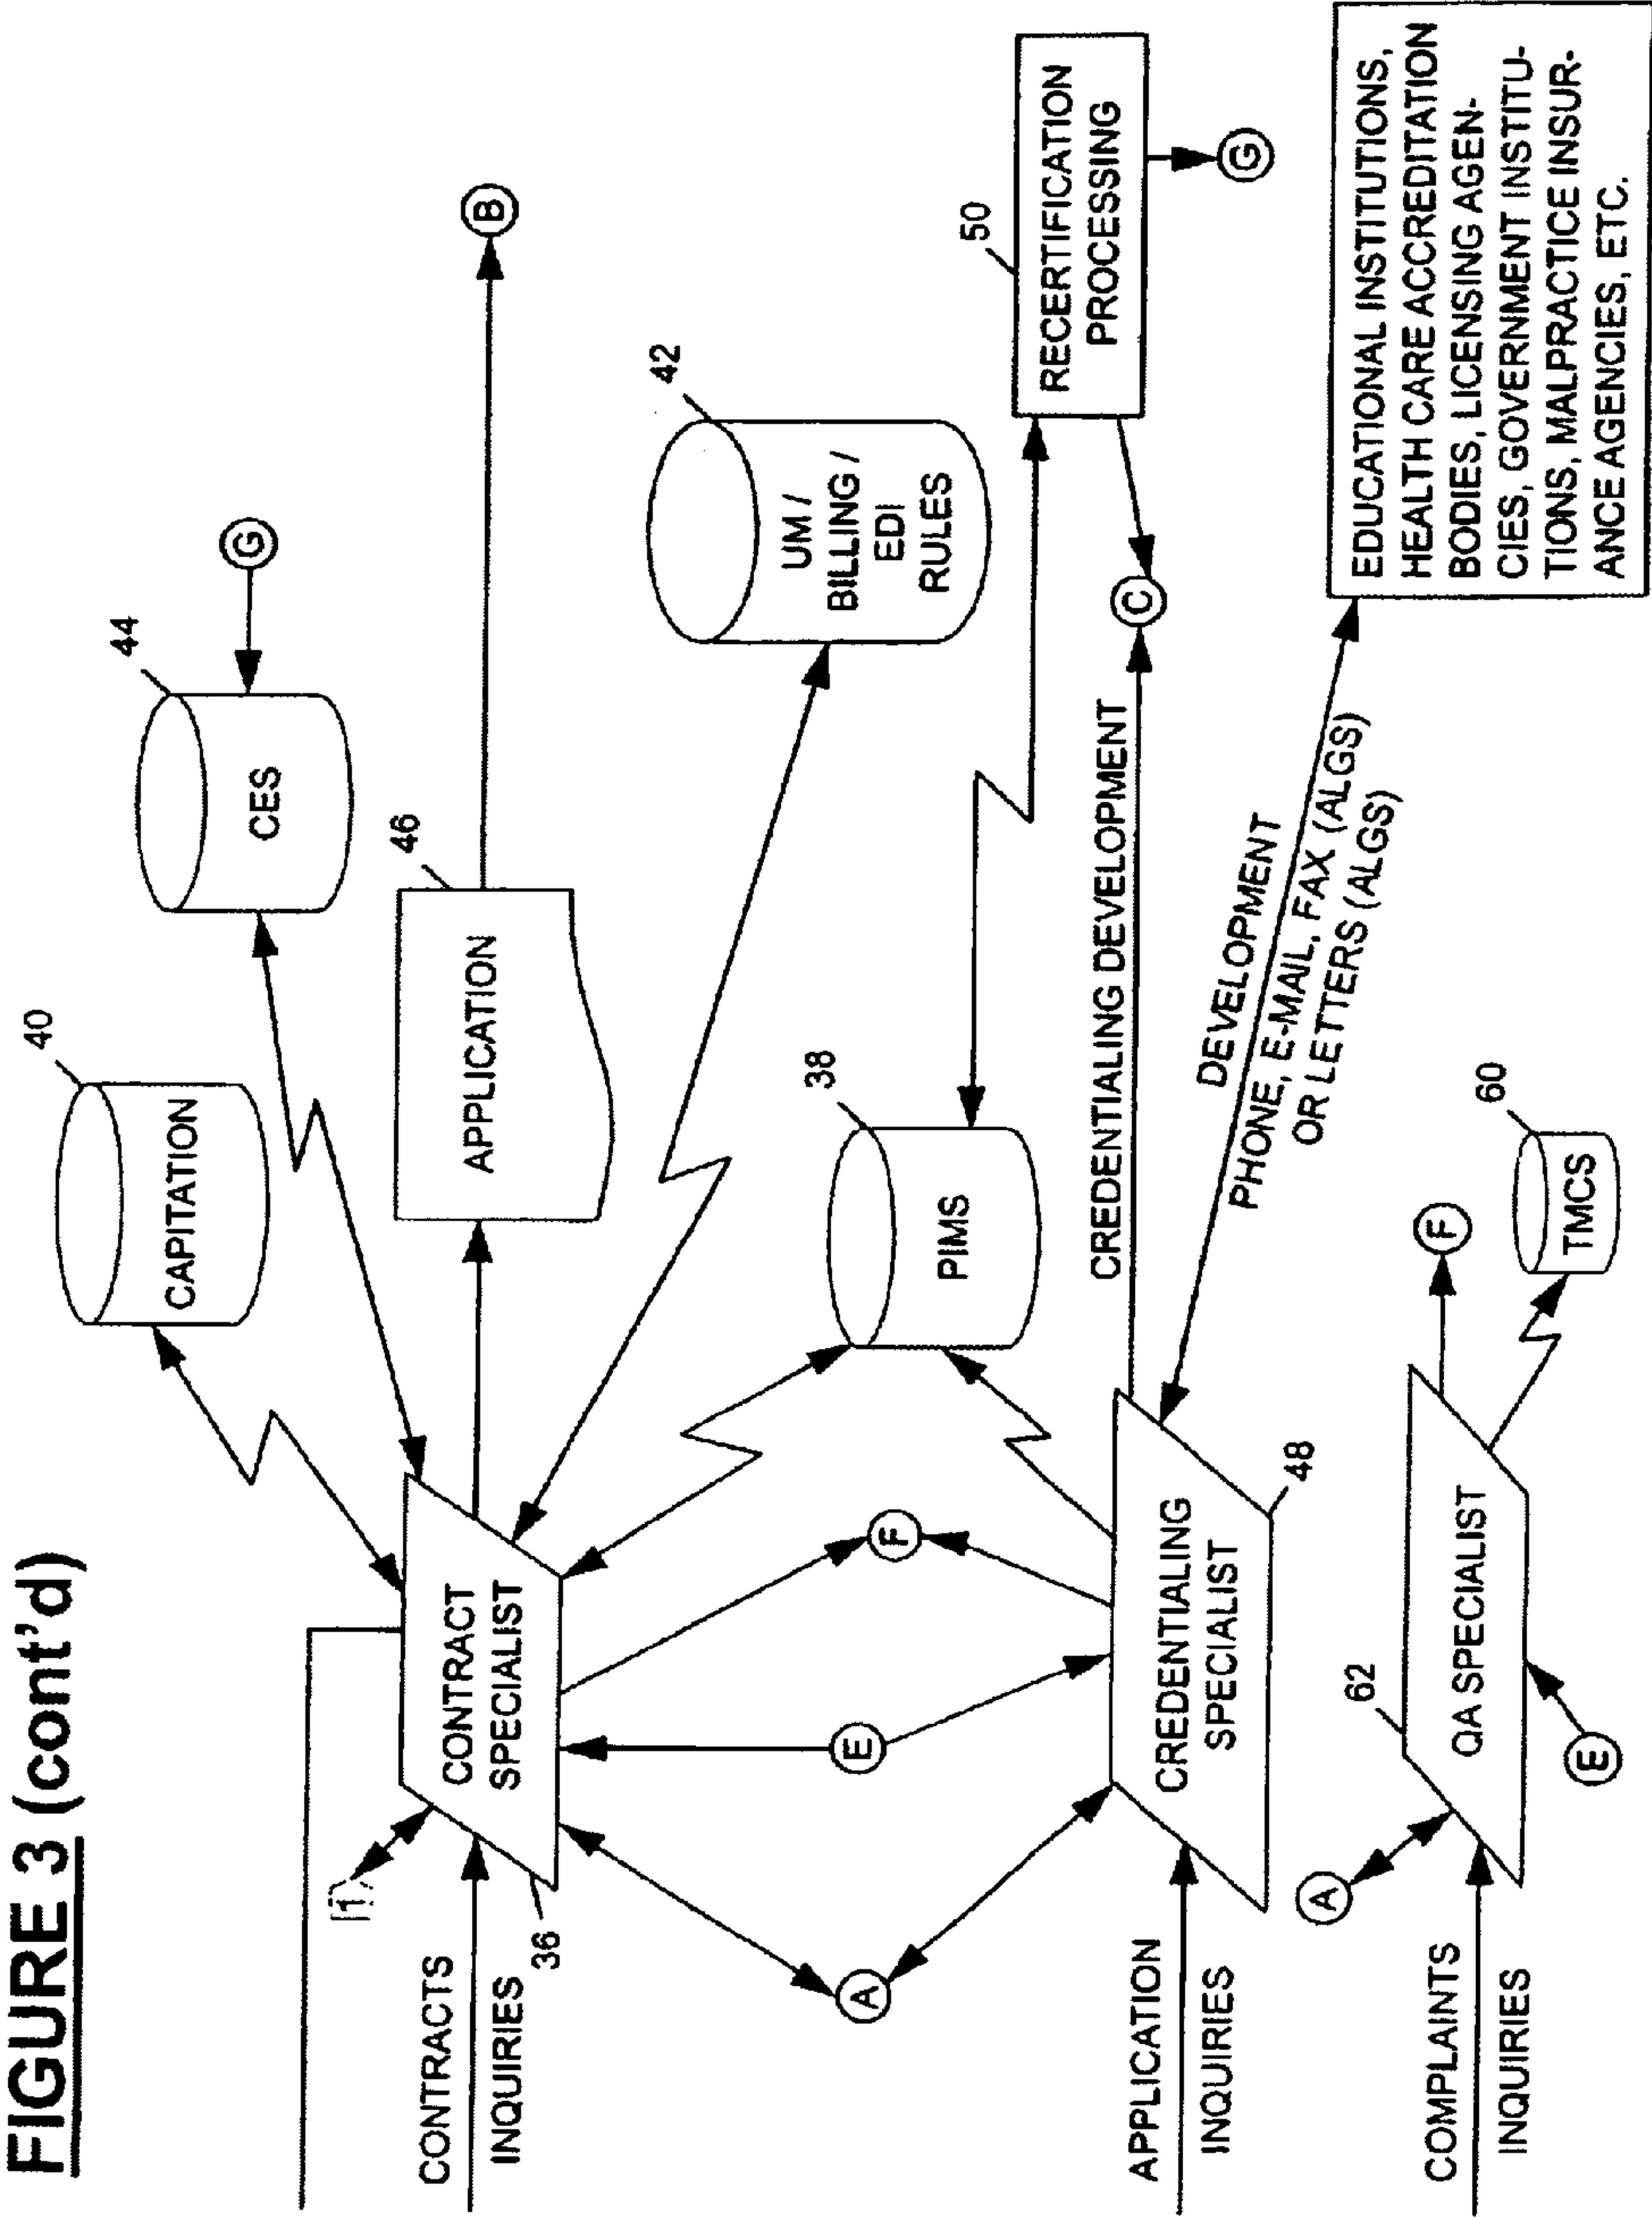 FIGURE 3 (cont'd)
40
CAPITATION
44
CES
G
46
APPLICATION
B
1
CONTRACT
SPECIALIST
36
CONTRACTS
INQUIRIES
42
UM /
BILLING /
EDI
RULES
38
PIMS
F
E
A
50
RECERTIFICATION
PROCESSING
G
C
CREDENTIALING DEVELOPMENT
CREDENTIALING
SPECIALIST
48
APPLICATION
INQUIRIES
DEVELOPMENT
PHONE, E-MAIL, FAX (ALGS)
OR LETTERS (ALGS)
EDUCATIONAL INSTITUTIONS,
HEALTH CARE ACCREDITATION
BODIES, LICENSING AGEN-
CIES, GOVERNMENT INSTITU-
TIONS, MALPRACTICE INSUR-
ANCE AGENCIES, ETC.
60
TMCS
F
62
QA SPECIALIST
A
E
COMPLAINTS
INQUIRIES